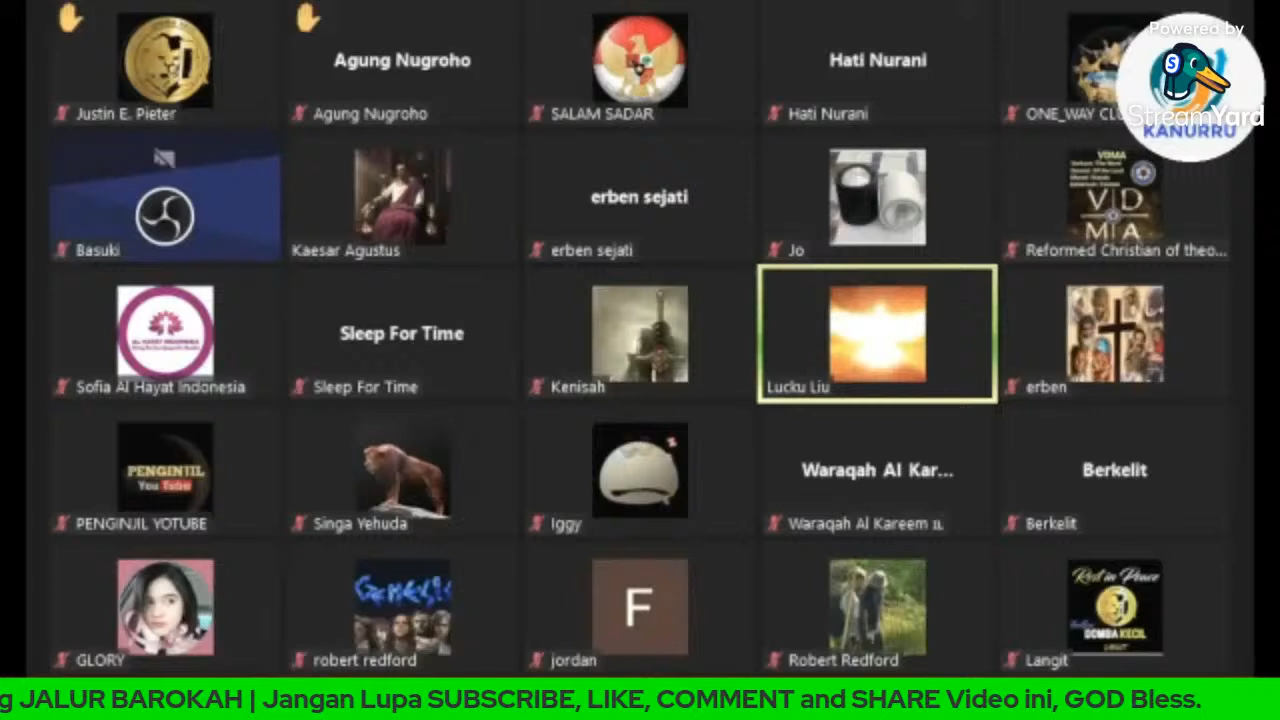 Powered by
StreamYard
KANURRU
Justin E. Pieter
Agung Nugroho
Agung Nugroho
SALAM SADAR
Hati Nurani
Hati Nurani
ONE_WAY
Basuki
Kaesar Agustus
erben sejati
erben sejati
Jo
VDMA
V D
M A
Reformed Christian of theo...
Sofia Al Hayat Indonesia
Sleep For Time
Sleep For Time
Kenisah
Lucku Liu
erben
PENGINJIL
You Tube
PENGINJIL YOTUBE
Singa Yehuda
Iggy
Waraqah Al Kar...
Waraqah Al Kareem
Berkelit
Berkelit
GLORY
GENESIS
robert redford
F
jordan
Robert Redford
Rest in Peace
DOMBA KECIL
LANGIT
Langit
g JALUR BAROKAH | Jangan Lupa SUBSCRIBE, LIKE, COMMENT and SHARE Video ini, GOD Bless.